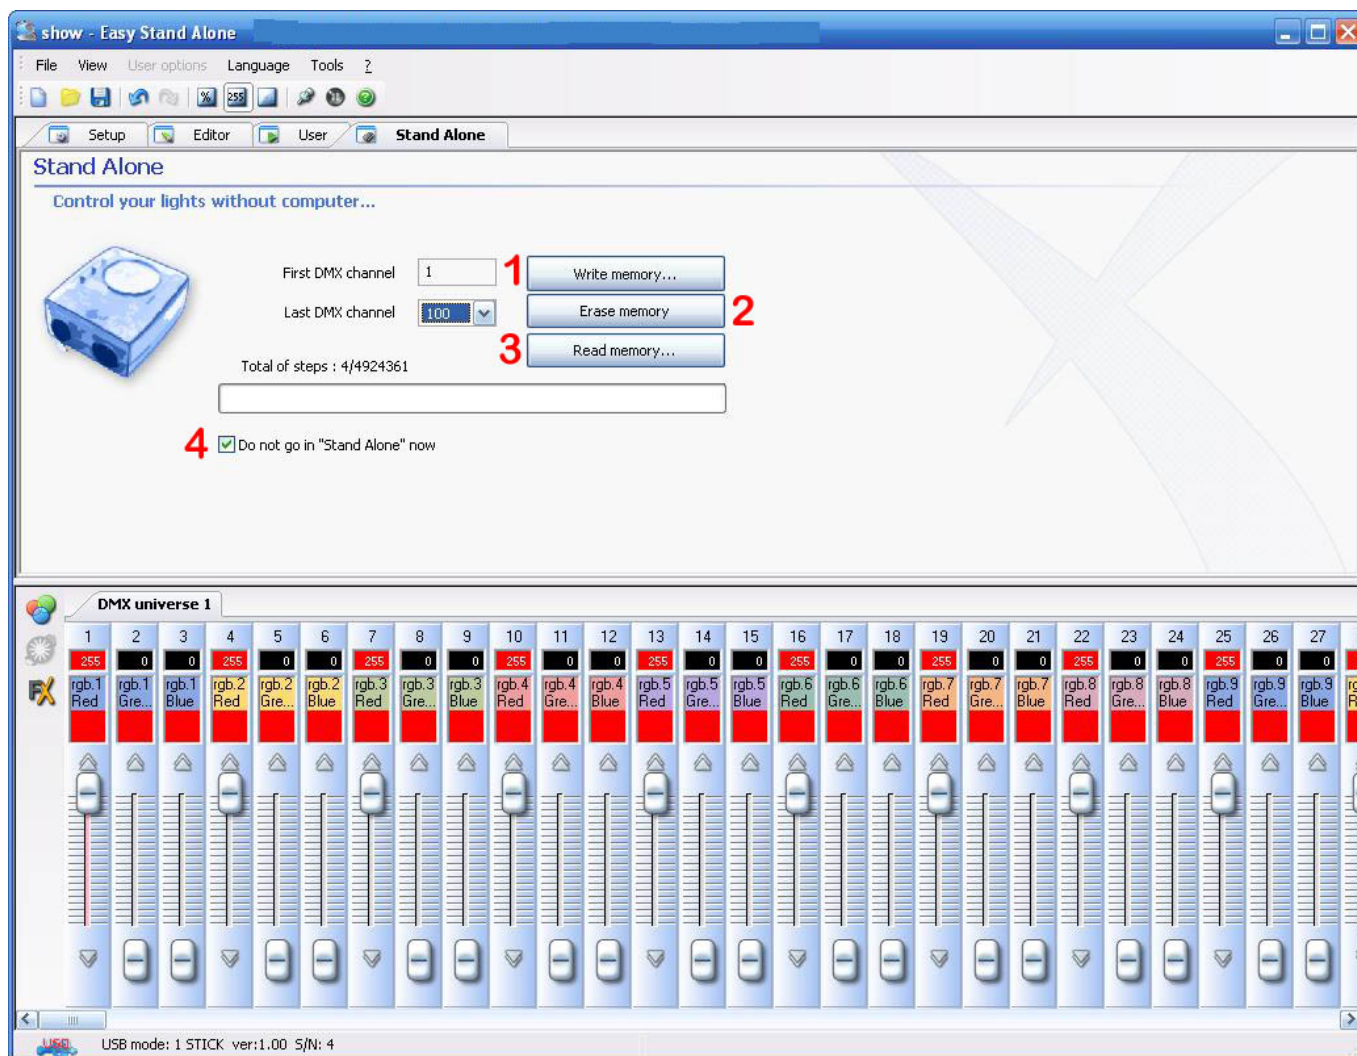 show - Easy Stand Alone
File View User options Language Tools ?
% 255
Setup Editor User Stand Alone
Stand Alone
Control your lights without computer...
First DMX channel 1 1 Write memory...
Last DMX channel 100 Erase memory 2
3 Read memory...
Total of steps : 4/4924361
4 Do not go in "Stand Alone" now
DMX universe 1
1 2 3 4 5 6 7 8 9 10 11 12 13 14 15 16 17 18 19 20 21 22 23 24 25 26 27
255 0 0 255 0 0 255 0 0 255 0 0 255 0 0 255 0 0 255 0 0 255 0 0 255 0 0
rgb.1 rgb.1 rgb.1 rgb.2 rgb.2 rgb.2 rgb.3 rgb.3 rgb.3 rgb.4 rgb.4 rgb.4 rgb.5 rgb.5 rgb.5 rgb.6 rgb.6 rgb.6 rgb.7 rgb.7 rgb.7 rgb.8 rgb.8 rgb.8 rgb.9 rgb.9 rgb.9
Red Gre... Blue Red Gre... Blue Red Gre... Blue Red Gre... Blue Red Gre... Blue Red Gre... Blue Red Gre... Blue Red Gre... Blue Red Gre... Blue
FX
USB USB mode: 1 STICK ver:1.00 S/N: 4